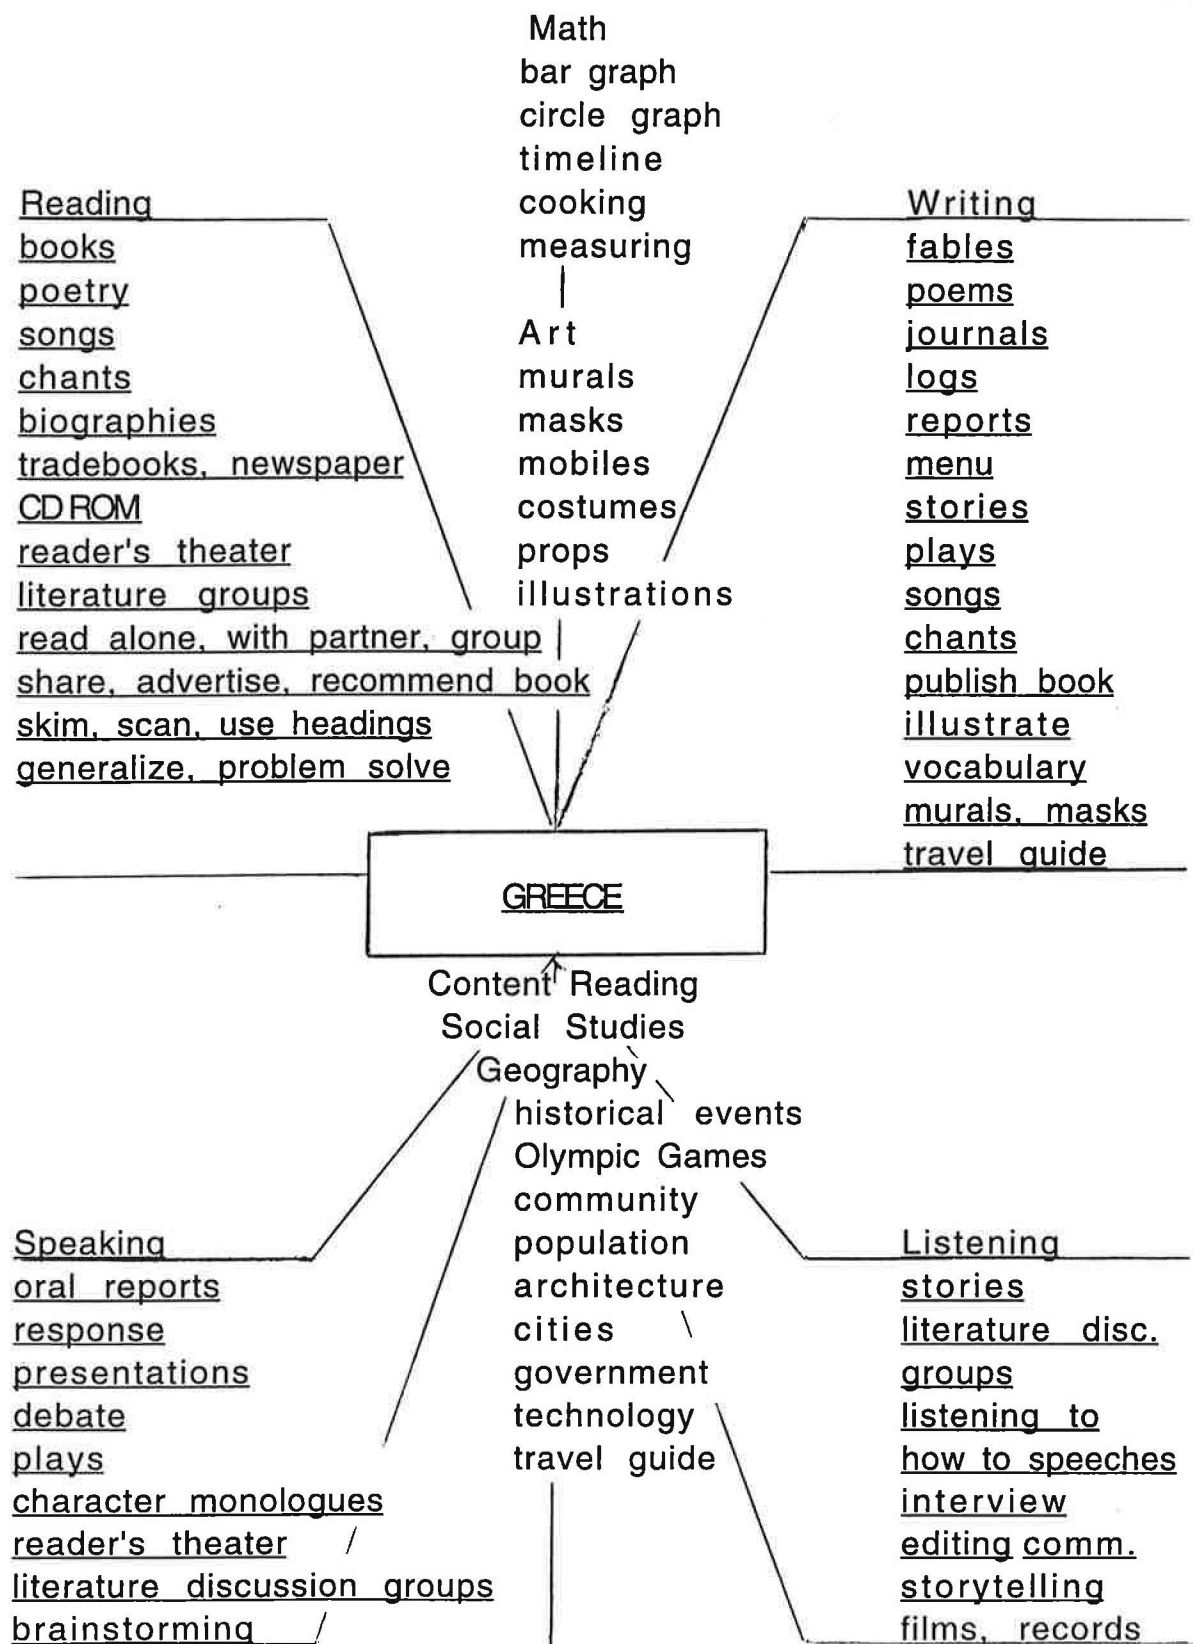 Math
bar graph
circle graph
timeline
cooking
measuring
Reading
books
poetry
songs
chants
biographies
tradebooks, newspaper
CD ROM
reader's theater
literature groups
read alone, with partner, group
share, advertise, recommend book
skim, scan, use headings
generalize, problem solve
Art
murals
masks
mobiles
costumes
props
illustrations
Writing
fables
poems
journals
logs
reports
menu
stories
plays
songs
chants
publish book
illustrate
vocabulary
murals, masks
travel guide
GREECE
Content Reading
Social Studies
Geography
historical events
Olympic Games
community
population
architecture
cities
government
technology
travel guide
Speaking
oral reports
response
presentations
debate
plays
character monologues
reader's theater
literature discussion groups
brainstorming
Listening
stories
literature disc.
groups
listening to
how to speeches
interview
editing comm.
storytelling
films, records